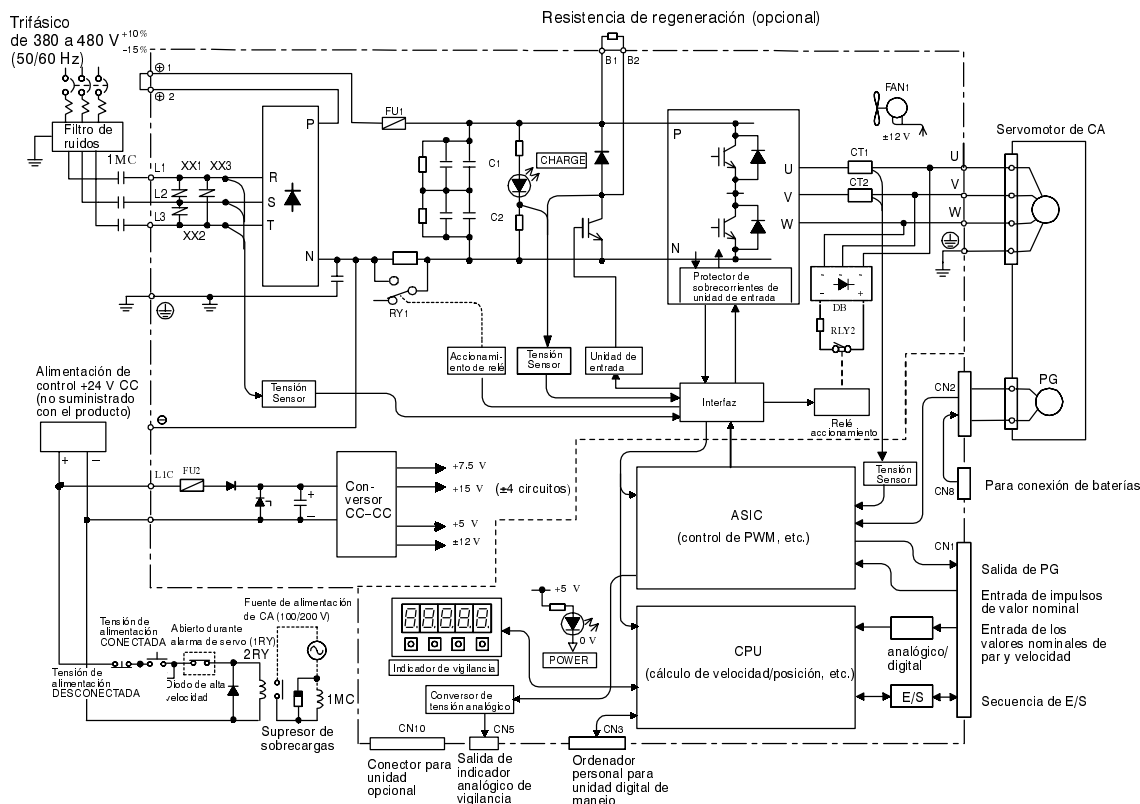 Resistencia de regeneración (opcional)
Trifásico
de 380 a 480 V +10%
-15%
(50/60 Hz)
Filtro de
ruidos
1MC
⊕ 1
⊕ 2
B1 B2
FU1
FAN1
±12 V
Servomotor de CA
L1 XX1 XX3
L2
L3 XX2
P
R
S
T
N
C1
CHARGE
C2
P
N
U
V
W
CT1
CT2
U
V
W
Protector de
sobrecorrientes de
unidad de entrada
DB
RLY2
RY1
Accionami-
ento de relé
Tensión
Sensor
Unidad de
entrada
Tensión
Sensor
Interfaz
Relé
accionamiento
CN2
PG
Alimentación de
control +24 V CC
(no suministrado
con el producto)
+
–
⊖
L1C
FU2
+
–
Con-
versor
CC-CC
+7.5 V
+15 V
(±4 circuitos)
+5 V
±12 V
Tensión
Sensor
CN8
Para conexión de baterías
ASIC
(control de PWM, etc.)
CN1
Salida de PG
Entrada de impulsos
de valor nominal
Entrada de los
valores nominales de
par y velocidad
analógico/
digital
E/S
Secuencia de E/S
CPU
(cálculo de velocidad/posición, etc.)
+5 V
0 V
POWER
8.8.8.8.8.
Indicador de vigilancia
Conversor de
tensión analógico
Fuente de alimentación
de CA (100/200 V)
Tensión de
alimentación
CONECTADA
Abierto durante
alarma de servo (1RY)
2RY
Tensión de
alimentación
DESCONECTADA
Diodo de alta
velocidad
1MC
Supresor de
sobrecargas
CN10
CN5
CN3
Conector para
unidad
opcional
Salida de
indicador
analógico de
vigilancia
Ordenador
personal para
unidad digital de
manejo